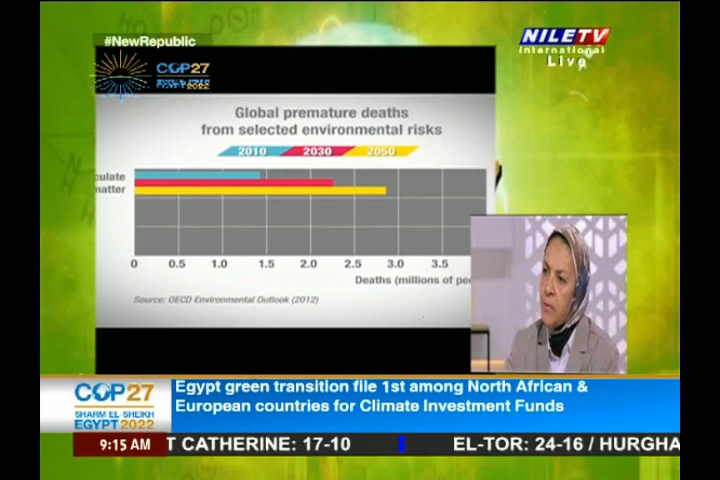 #NewRepublic
NILETV
International
Live
COP27
EGYPT 2022
Global premature deaths
from selected environmental risks
2010 2030 2050
culate
matter
0 0.5 1.0 1.5 2.0 2.5 3.0 3.5
Deaths (millions of peo
Source: OECD Environmental Outlook (2012)
COP27
SHARM EL-SHEIKH
EGYPT 2022
Egypt green transition file 1st among North African &
European countries for Climate Investment Funds
9:15 AM
T CATHERINE: 17-10 EL-TOR: 24-16 / HURGHA